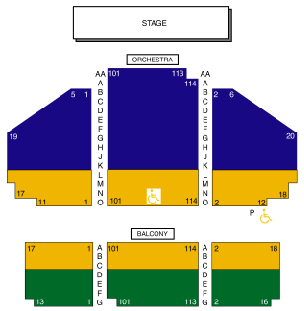 STAGE
ORCHESTRA
AA 101 113 AA
A 114 A
5 1 B B 2 6
C C
D D
E E
F F
19 G G 20
H H
J J
K K
L L
M M
17 N N 18
11 1 O 101 114 O 2 12
P
BALCONY
17 1 A 101 114 A 2 18
B B
C C
D D
E E
F F
13 1 G 101 113 G 2 16